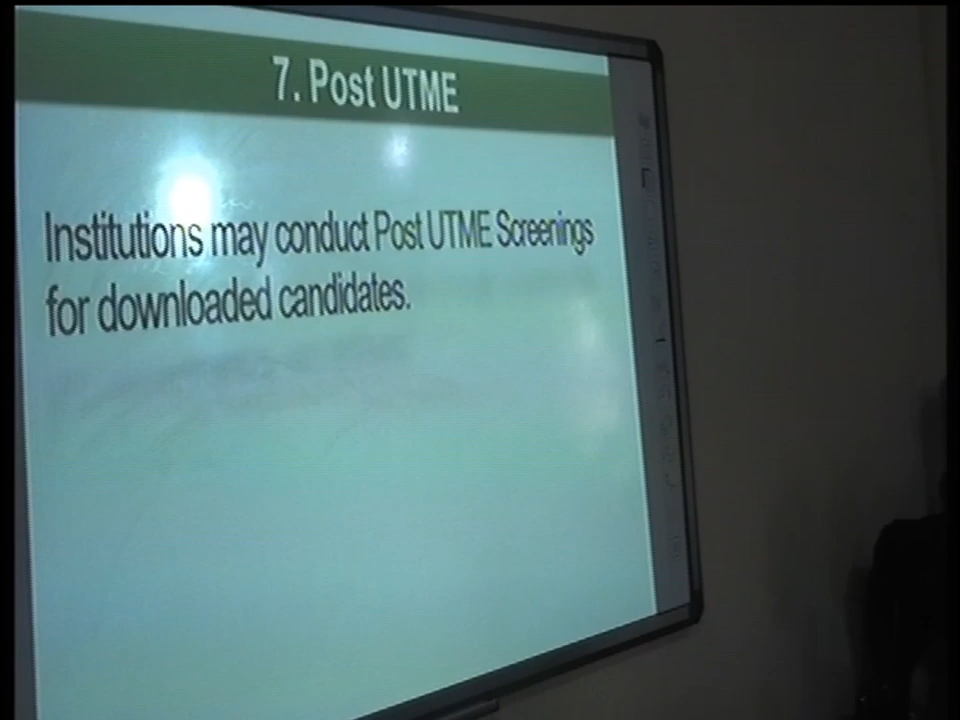 7. Post UTME
Institutions may conduct Post UTME Screenings
for downloaded candidates.